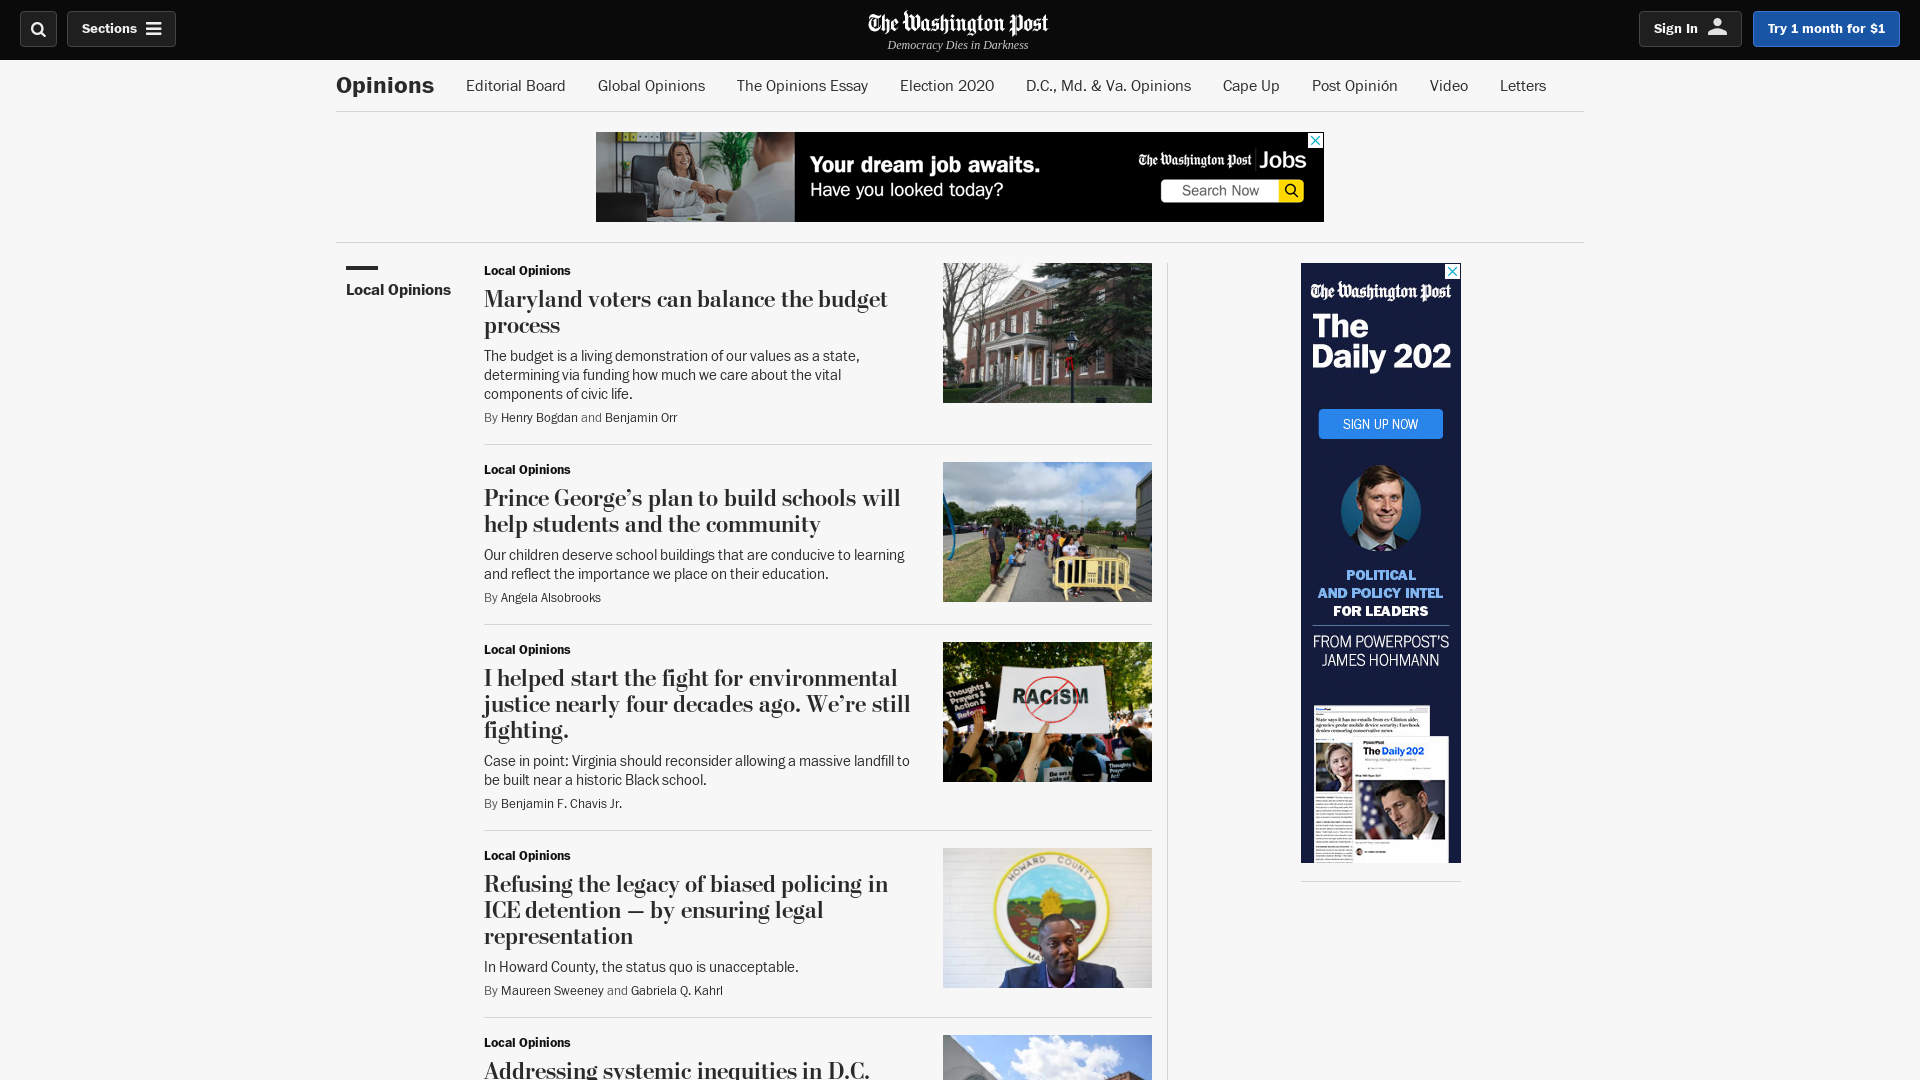 Sections
The Washington Post
Democracy Dies in Darkness
Sign In
Try 1 month for $1
Opinions
Editorial Board
Global Opinions
The Opinions Essay
Election 2020
D.C., Md. & Va. Opinions
Cape Up
Post Opinión
Video
Letters
Your dream job awaits.
Have you looked today?
The Washington Post Jobs
Search Now
Local Opinions
Local Opinions
Maryland voters can balance the budget
process
The budget is a living demonstration of our values as a state,
determining via funding how much we care about the vital
components of civic life.
By Henry Bogdan and Benjamin Orr
Local Opinions
Prince George’s plan to build schools will
help students and the community
Our children deserve school buildings that are conducive to learning
and reflect the importance we place on their education.
By Angela Alsobrooks
Local Opinions
I helped start the fight for environmental
justice nearly four decades ago. We’re still
fighting.
Case in point: Virginia should reconsider allowing a massive landfill to
be built near a historic Black school.
By Benjamin F. Chavis Jr.
Thoughts &
Prayers &
Action &
Reform.
RACISM
Local Opinions
Refusing the legacy of biased policing in
ICE detention — by ensuring legal
representation
In Howard County, the status quo is unacceptable.
By Maureen Sweeney and Gabriela Q. Kahrl
HOWARD COUNTY
Local Opinions
Addressing systemic inequities in D.C.
The Washington Post
The
Daily 202
SIGN UP NOW
POLITICAL
AND POLICY INTEL
FOR LEADERS
FROM POWERPOST’S
JAMES HOHMANN
PowerPost
The Daily 202